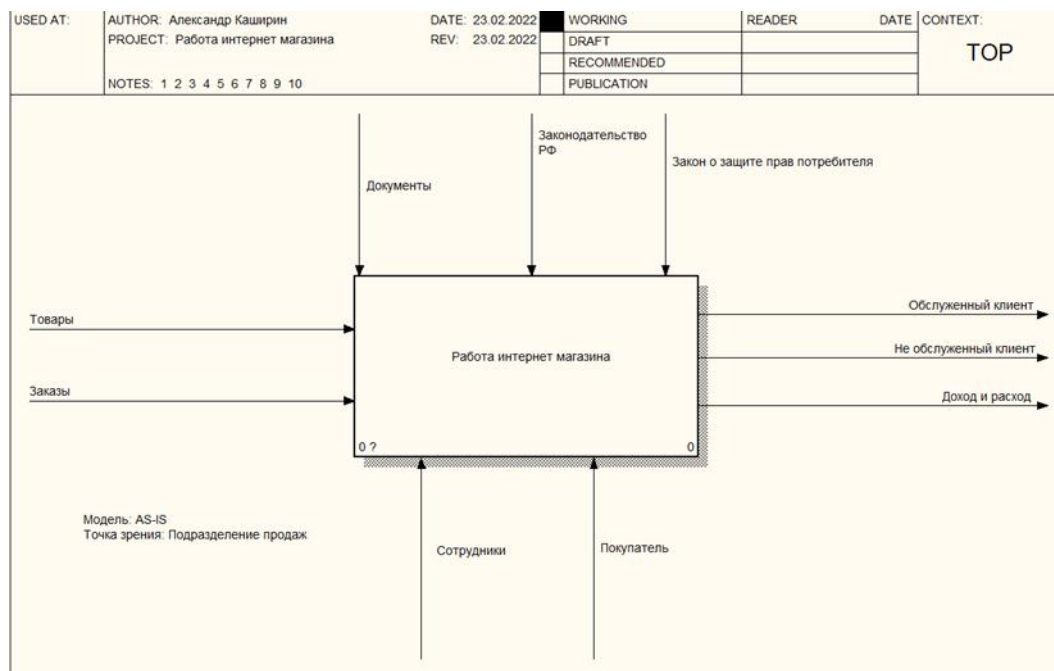 USED AT:
AUTHOR: Александр Каширин
DATE: 23.02.2022
WORKING
READER
DATE
CONTEXT:
PROJECT: Работа интернет магазина
REV: 23.02.2022
DRAFT
TOP
RECOMMENDED
NOTES: 1 2 3 4 5 6 7 8 9 10
PUBLICATION
Законодательство
РФ
Закон о защите прав потребителя
Документы
Обслуженный клиент
Товары
Не обслуженный клиент
Работа интернет магазина
Заказы
Доход и расход
0 ?
0
Модель: AS-IS
Точка зрения: Подразделение продаж
Сотрудники
Покупатель